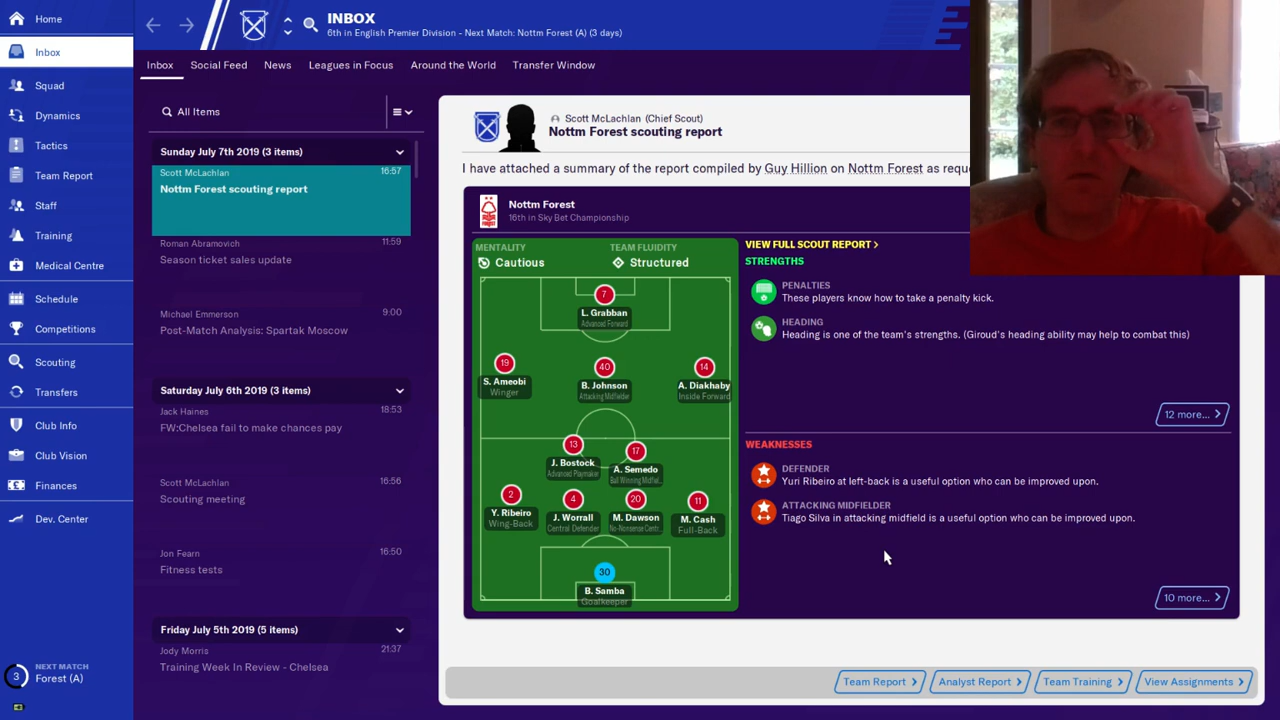 Home
Inbox
Squad
Dynamics
Tactics
Team Report
Staff
Training
Medical Centre
Schedule
Competitions
Scouting
Transfers
Club Info
Club Vision
Finances
Dev. Center
3
NEXT MATCH
Forest (A)
INBOX
6th in English Premier Division - Next Match: Nottm Forest (A) (3 days)
Inbox
Social Feed
News
Leagues in Focus
Around the World
Transfer Window
All Items
Sunday July 7th 2019 (3 items)
Scott McLachlan 16:57
Nottm Forest scouting report
Roman Abramovich 11:59
Season ticket sales update
Michael Emmerson 9:00
Post-Match Analysis: Spartak Moscow
Saturday July 6th 2019 (3 items)
Jack Haines 18:53
FW:Chelsea fail to make chances pay
Scott McLachlan 16:56
Scouting meeting
Jon Fearn 16:50
Fitness tests
Friday July 5th 2019 (5 items)
Jody Morris 21:37
Training Week In Review - Chelsea
Scott McLachlan (Chief Scout)
Nottm Forest scouting report
I have attached a summary of the report compiled by Guy Hillion on Nottm Forest as reque
Nottm Forest
16th in Sky Bet Championship
MENTALITY
Cautious
TEAM FLUIDITY
Structured
7
L. Grabban
Advanced Forward
19
S. Ameobi
Winger
40
B. Johnson
Attacking Midfielder
14
A. Diakhaby
Inside Forward
13
J. Bostock
Advanced Playmaker
17
A. Semedo
Ball Winning Midfiel...
2
Y. Ribeiro
Wing-Back
4
J. Worrall
Central Defender
20
M. Dawson
No-Nonsense Centr...
11
M. Cash
Full-Back
30
B. Samba
Goalkeeper
VIEW FULL SCOUT REPORT >
STRENGTHS
PENALTIES
These players know how to take a penalty kick.
HEADING
Heading is one of the team's strengths. (Giroud's heading ability may help to combat this)
12 more... >
WEAKNESSES
DEFENDER
Yuri Ribeiro at left-back is a useful option who can be improved upon.
ATTACKING MIDFIELDER
Tiago Silva in attacking midfield is a useful option who can be improved upon.
10 more... >
Team Report >
Analyst Report >
Team Training >
View Assignments >